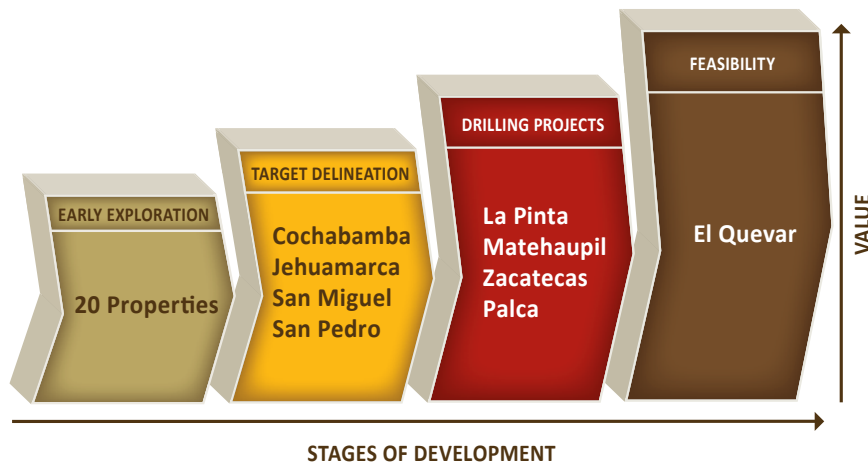 EARLY EXPLORATION
20 Properties
TARGET DELINEATION
Cochabamba
Jehuamarca
San Miguel
San Pedro
DRILLING PROJECTS
La Pinta
Matehaupil
Zacatecas
Palca
FEASIBILITY
El Quevar
VALUE
STAGES OF DEVELOPMENT